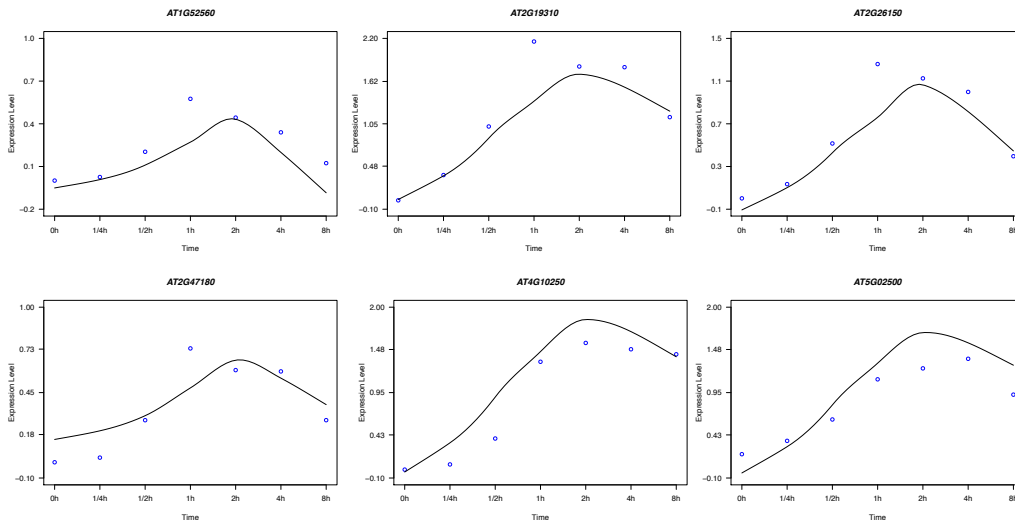 AT1G52560
Expression Level
1.0
0.7
0.4
0.1
−0.2
0h 1/4h 1/2h 1h 2h 4h 8h
Time
AT2G19310
Expression Level
2.20
1.62
1.05
0.48
−0.10
0h 1/4h 1/2h 1h 2h 4h 8h
Time
AT2G26150
Expression Level
1.5
1.1
0.7
0.3
−0.1
0h 1/4h 1/2h 1h 2h 4h 8h
Time
AT2G47180
Expression Level
1.00
0.73
0.45
0.18
−0.10
0h 1/4h 1/2h 1h 2h 4h 8h
Time
AT4G10250
Expression Level
2.00
1.48
0.95
0.43
−0.10
0h 1/4h 1/2h 1h 2h 4h 8h
Time
AT5G02500
Expression Level
2.00
1.48
0.95
0.43
−0.10
0h 1/4h 1/2h 1h 2h 4h 8h
Time